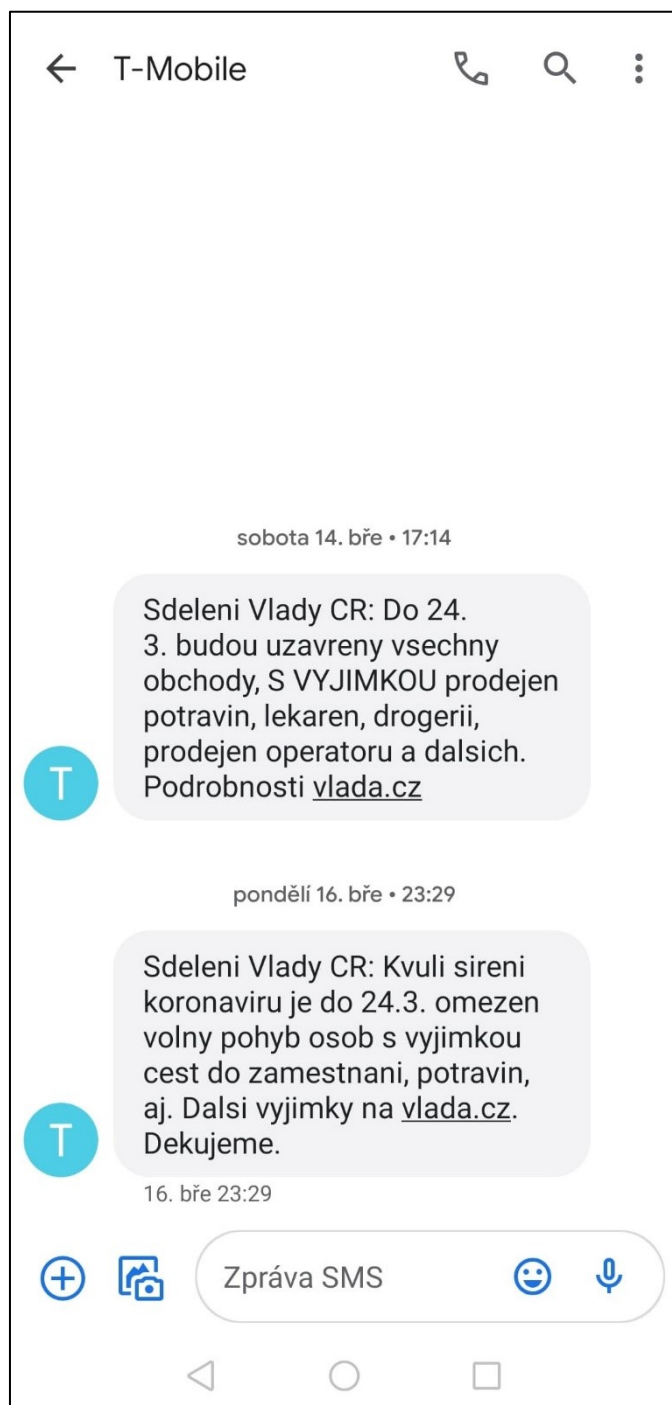 T-Mobile
sobota 14. bře • 17:14
Sdeleni Vlady CR: Do 24.
3. budou uzavreny vsechny
obchody, S VYJIMKOU prodejen
potravin, lekaren, drogerii,
prodejen operatoru a dalsich.
Podrobnosti vlada.cz
T
pondělí 16. bře • 23:29
Sdeleni Vlady CR: Kvuli sireni
koronaviru je do 24.3. omezen
volny pohyb osob s vyjimkou
cest do zamestnani, potravin,
aj. Dalsi vyjimky na vlada.cz.
Dekujeme.
T
16. bře 23:29
Zpráva SMS